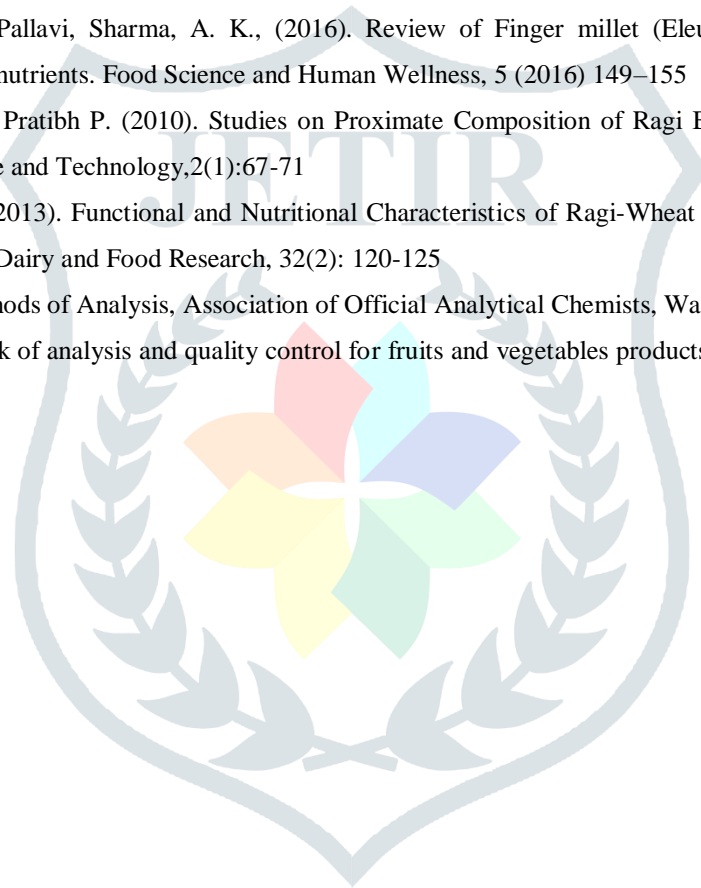 Pallavi, Sharma, A. K., (2016). Review of Finger millet (Eleu
nutrients. Food Science and Human Wellness, 5 (2016) 149–155
Pratibh P. (2010). Studies on Proximate Composition of Ragi
e and Technology,2(1):67-71
2013). Functional and Nutritional Characteristics of Ragi-Wheat
Dairy and Food Research, 32(2): 120-125
ods of Analysis, Association of Official Analytical Chemists, Wa
k of analysis and quality control for fruits and vegetables products
JETIR